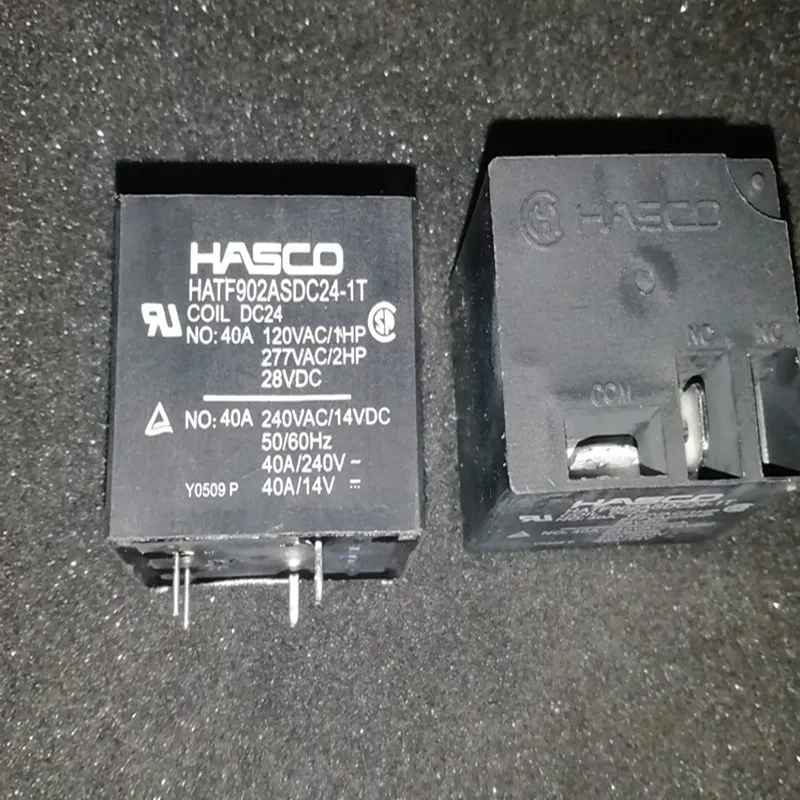 HASCO
HATF902ASDC24-1T
COIL DC24
NO: 40A 120VAC/1HP
277VAC/2HP
28VDC
NO: 40A 240VAC/14VDC
50/60Hz
40A/240V ~
Y0509 P 40A/14V ⎓
HASCO
NO
NC
COM
HASCO